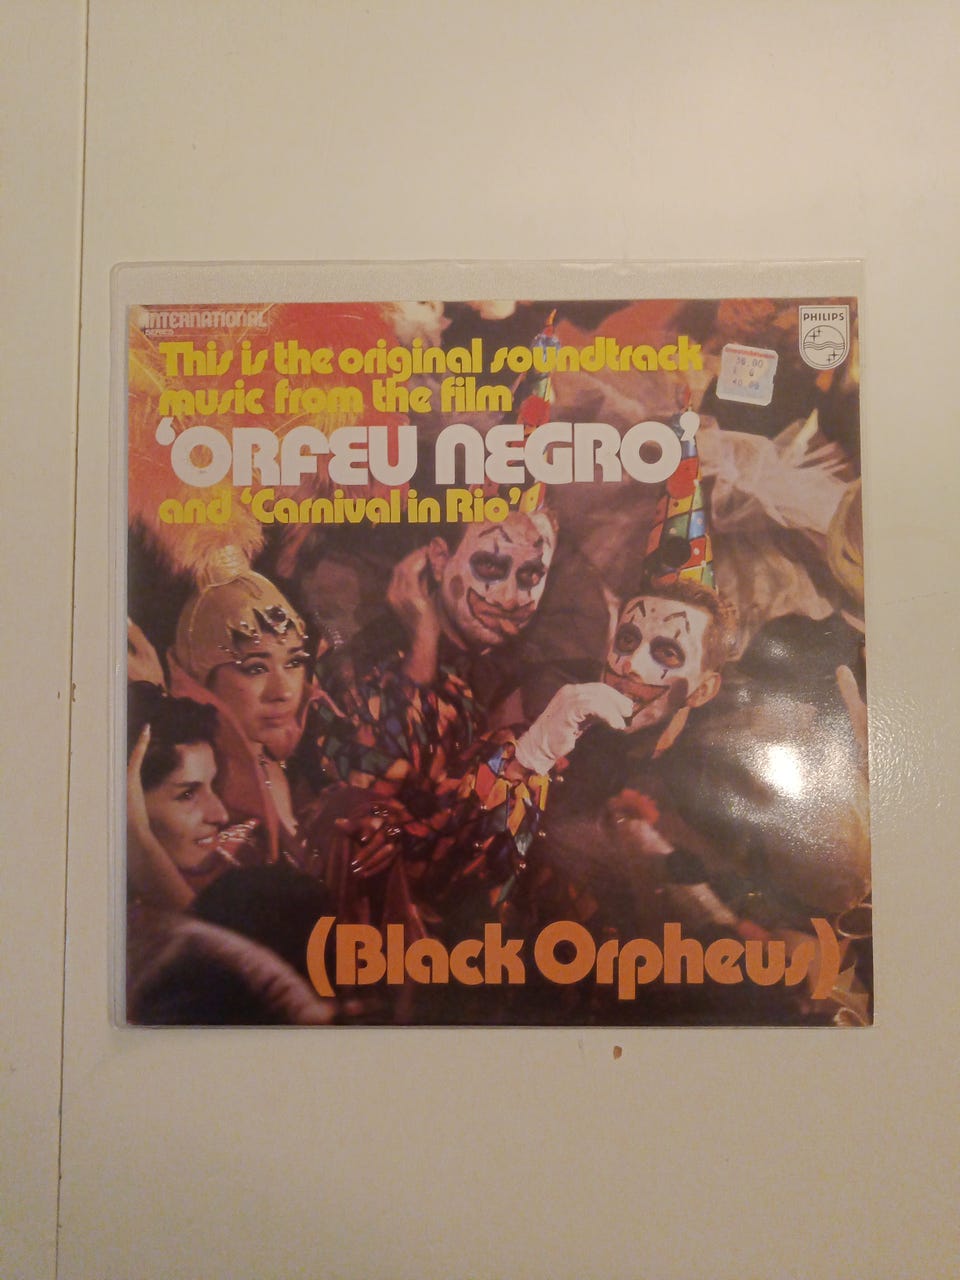 INTERNATIONAL
SERIES
PHILIPS
This is the original soundtrack
music from the film
'ORFEU NEGRO'
and 'Carnival in Rio'
(Black Orpheus)